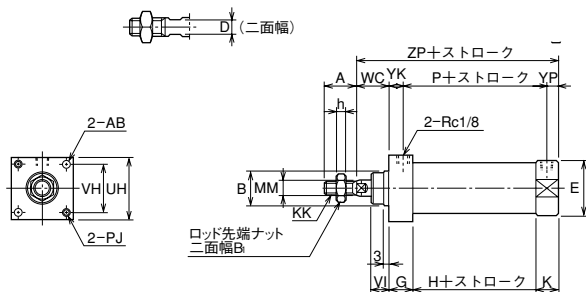 D(二面幅)
ZP+ストローク
A
WC
YK
P+ストローク
YP
h
2-Rc1/8
2-AB
VH
UH
B
MM
E
KK
2-PJ
ロッド先端ナット
二面幅B1
3
VI
G
H+ストローク
K